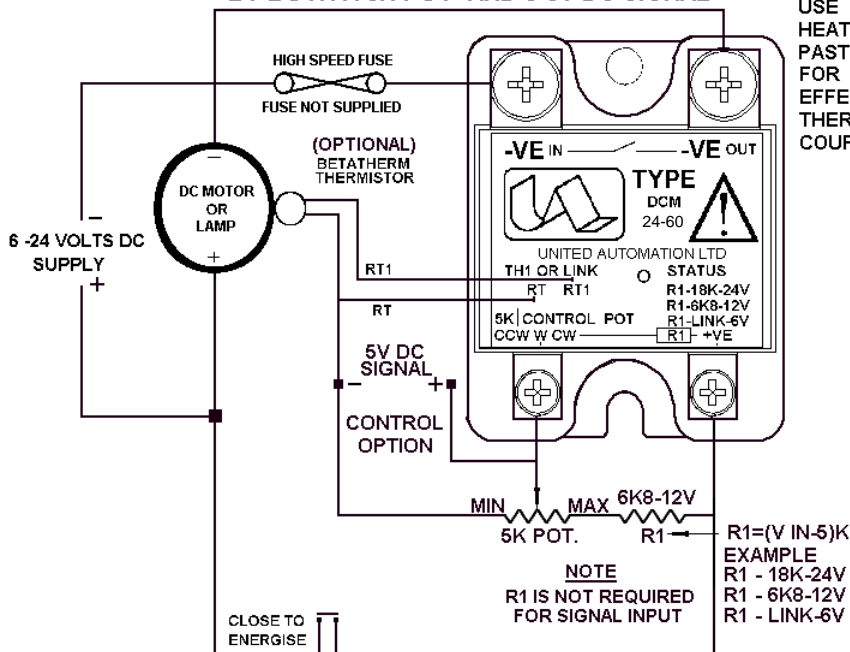 USE
HEAT
PAST
FOR
EFFE
THER
COUP
HIGH SPEED FUSE
FUSE NOT SUPPLIED
(OPTIONAL)
BETATHERM
THERMISTOR
-VE IN
-VE OUT
TYPE
DCM
24-60
−
DC MOTOR
OR
LAMP
+
−
6 -24 VOLTS DC
SUPPLY
+
UNITED AUTOMATION LTD
TH1 OR LINK
RT RT1
STATUS
R1-18K-24V
R1-6K8-12V
R1-LINK-6V
5K CONTROL POT
CCW W CW
R1 +VE
RT1
RT
5V DC
SIGNAL
− +
CONTROL
OPTION
MIN
MAX
6K8-12V
5K POT.
R1
R1=(V IN-5)K
EXAMPLE
R1 - 18K-24V
R1 - 6K8-12V
R1 - LINK-6V
NOTE
R1 IS NOT REQUIRED
FOR SIGNAL INPUT
CLOSE TO
ENERGISE